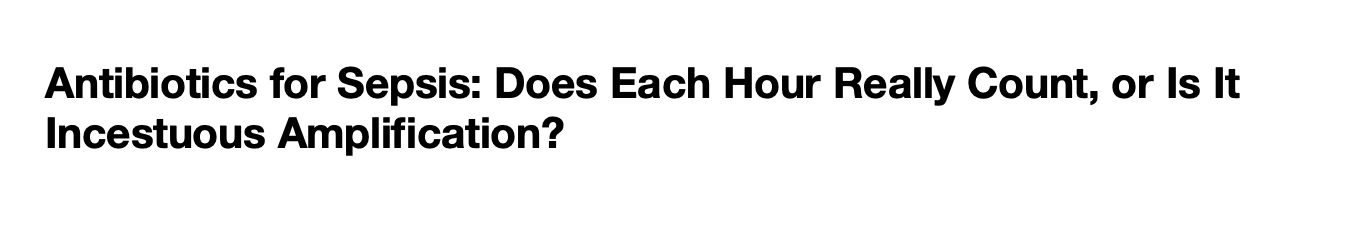 Antibiotics for Sepsis: Does Each Hour Really Count, or Is It
Incestuous Amplification?